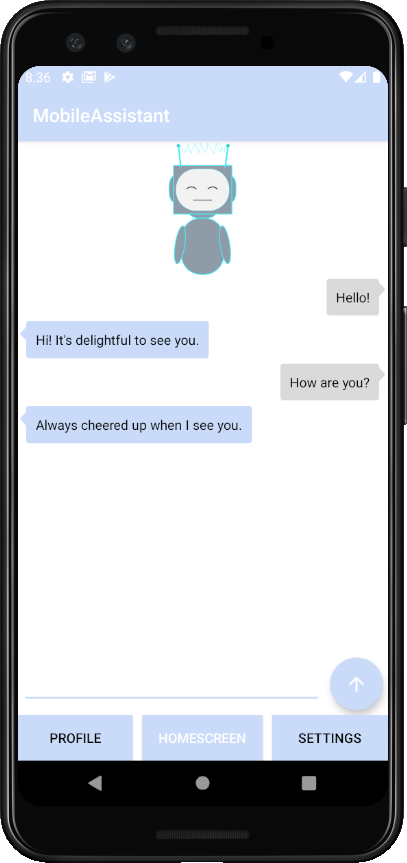 8:36
MobileAssistant
Hello!
Hi! It's delightful to see you.
How are you?
Always cheered up when I see you.
PROFILE
HOMESCREEN
SETTINGS